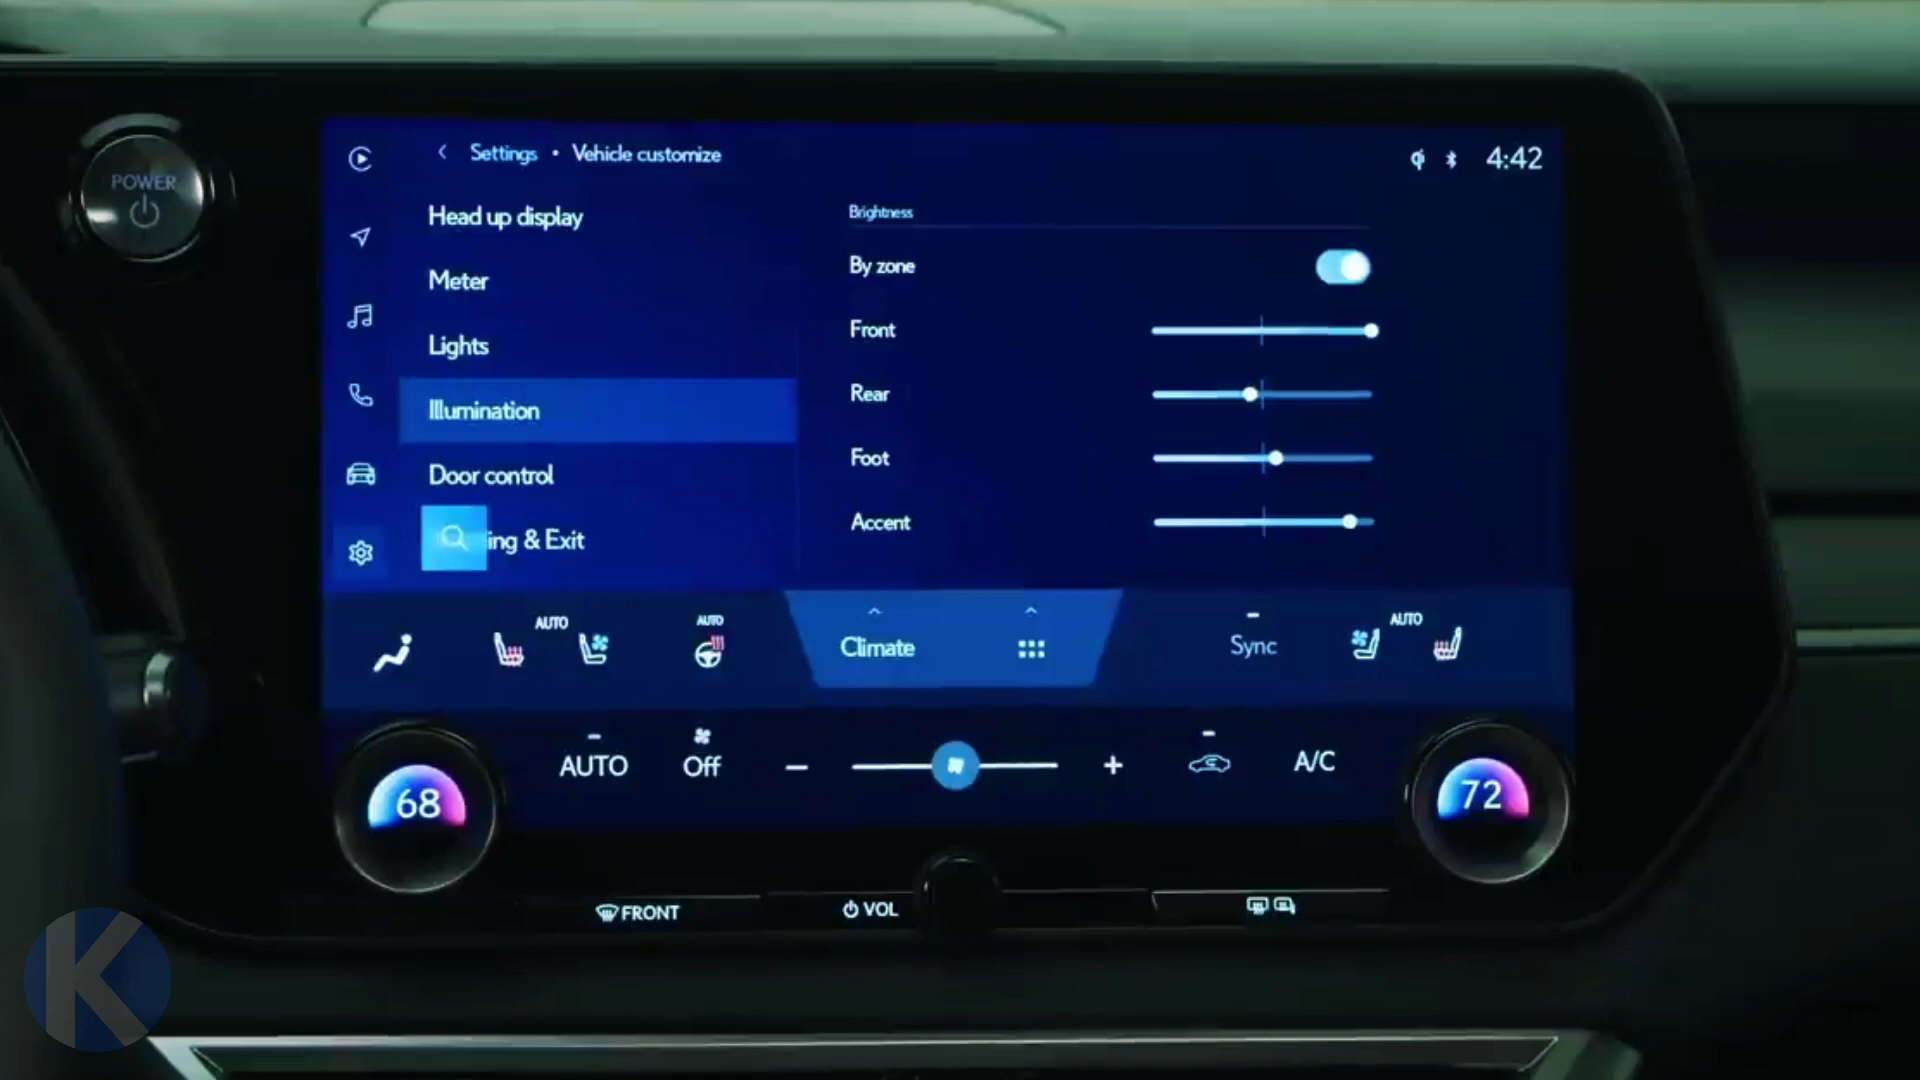 POWER
Settings • Vehicle customize
4:42
Head up display
Meter
Lights
Illumination
Door control
ing & Exit
Brightness
By zone
Front
Rear
Foot
Accent
AUTO
AUTO
Climate
Sync
AUTO
68
AUTO
Off
A/C
72
FRONT
VOL
K